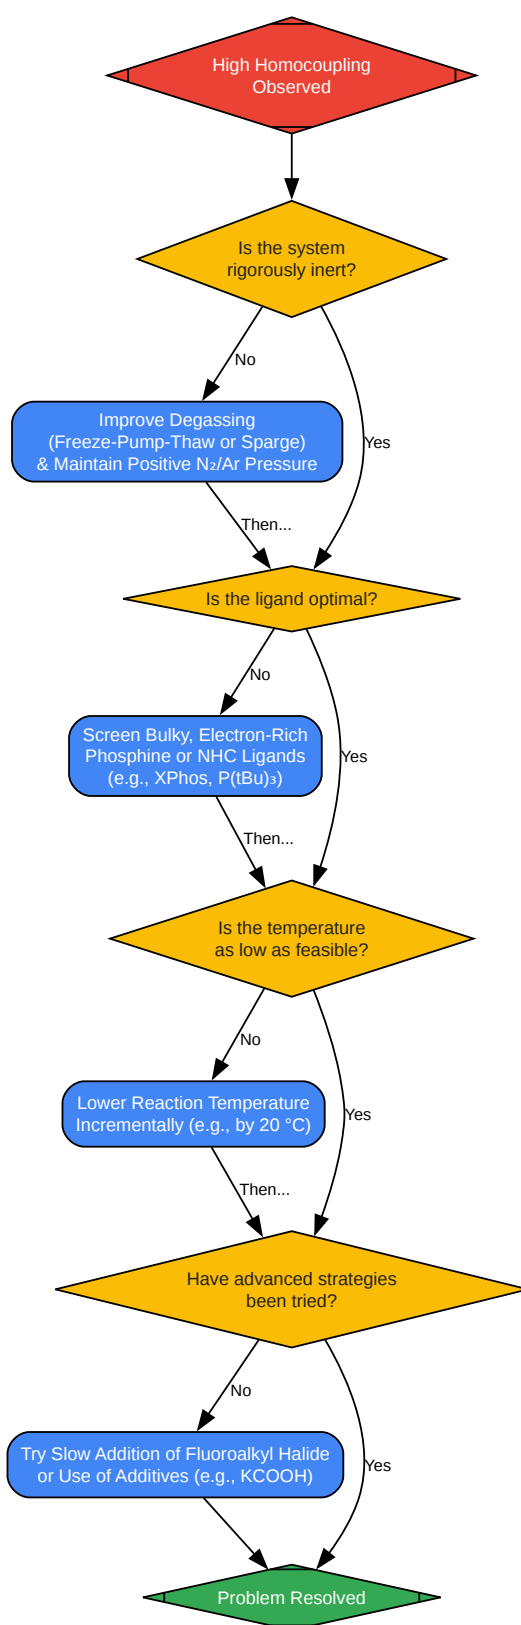 High Homocoupling
Observed
Is the system
rigorously inert?
No
Yes
Improve Degassing
(Freeze-Pump-Thaw or Sparge)
& Maintain Positive N₂/Ar Pressure
Then...
Is the ligand optimal?
No
Yes
Screen Bulky, Electron-Rich
Phosphine or NHC Ligands
(e.g., XPhos, P(tBu)₃)
Then...
Is the temperature
as low as feasible?
No
Yes
Lower Reaction Temperature
Incrementally (e.g., by 20 °C)
Then...
Have advanced strategies
been tried?
No
Yes
Try Slow Addition of Fluoroalkyl Halide
or Use of Additives (e.g., KCOOH)
Problem Resolved